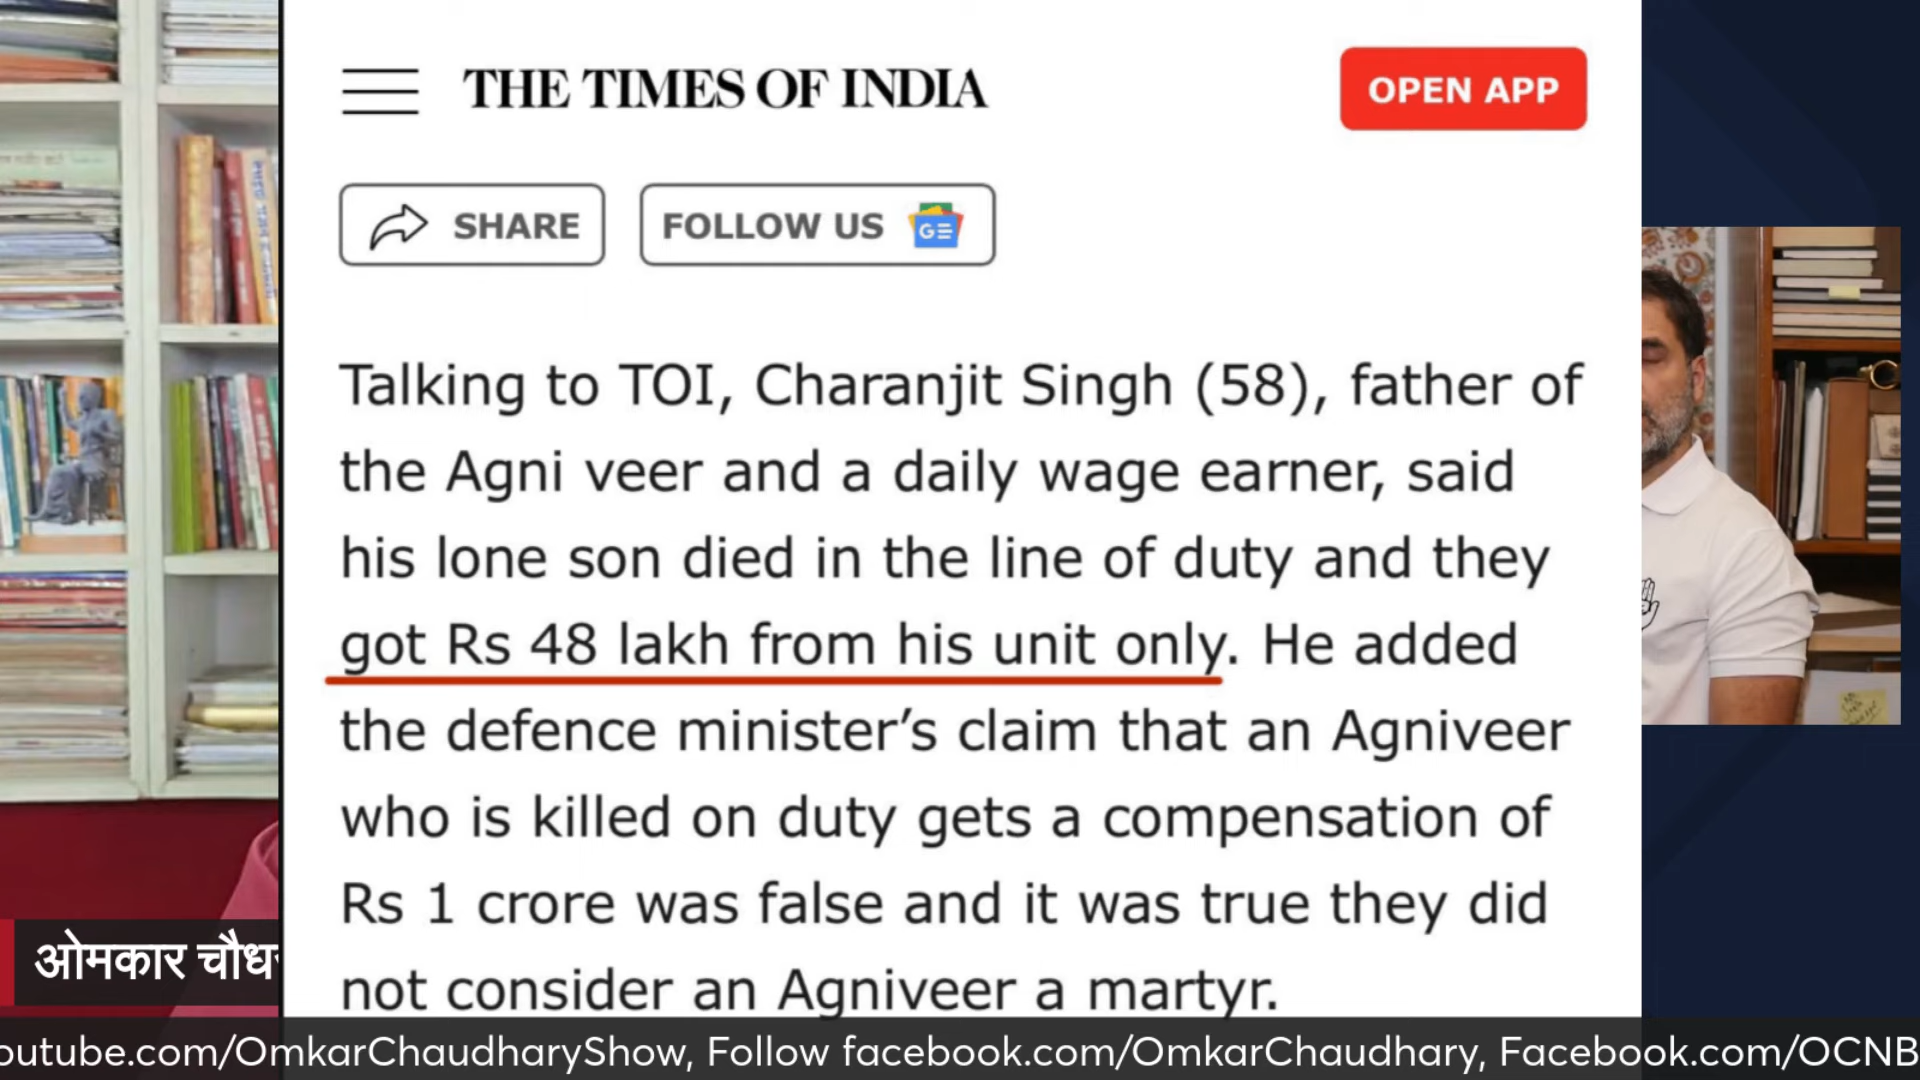 THE TIMES OF INDIA
OPEN APP
SHARE
FOLLOW US
GE
Talking to TOI, Charanjit Singh (58), father of
the Agni veer and a daily wage earner, said
his lone son died in the line of duty and they
got Rs 48 lakh from his unit only. He added
the defence minister's claim that an Agniveer
who is killed on duty gets a compensation of
Rs 1 crore was false and it was true they did
not consider an Agniveer a martyr.
ओमकार चौध
outube.com/OmkarChaudharyShow, Follow facebook.com/OmkarChaudhary, Facebook.com/OCNB